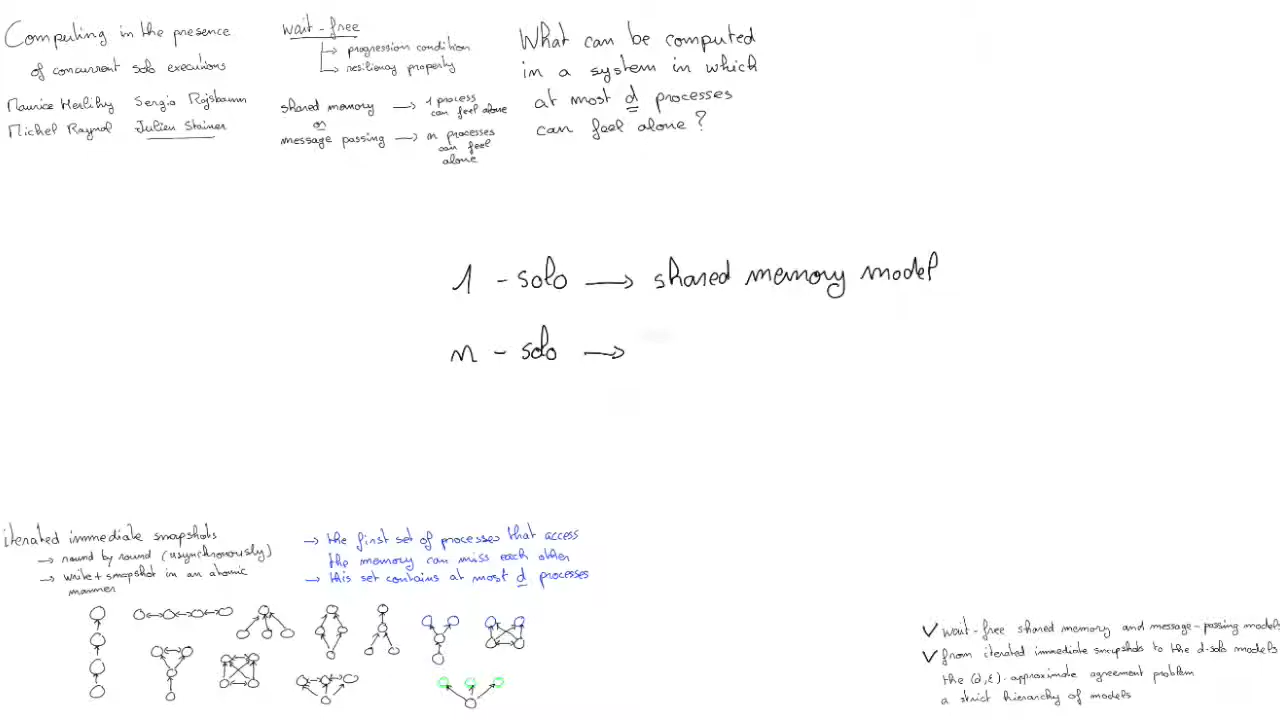 Computing in the presence
of concurrent solo executions
Maurice Herlihy Sergio Rajsbaum
Michel Raynal Julien Stainer
wait-free
progression condition
resiliency property
shared memory → 1 process
can feel alone
or
message passing → n processes
can feel
alone
What can be computed
in a system in which
at most d processes
can feel alone?
1 - solo → shared memory model
n - solo →
iterated immediate snapshots
→ round by round (asynchronously)
→ write + snapshot in an atomic
manner
→ the first set of processes that access
the memory can miss each other
→ this set contains at most d processes
✓ wait-free shared memory and message-passing models
✓ from iterated immediate snapshots to the d-solo models
the (d,ε)-approximate agreement problem
a strict hierarchy of models